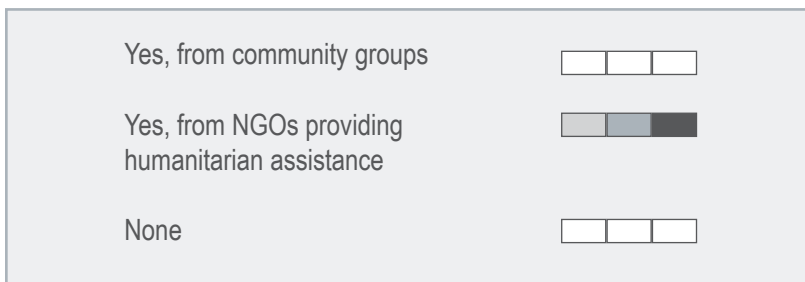 Yes, from community groups
Yes, from NGOs providing
humanitarian assistance
None